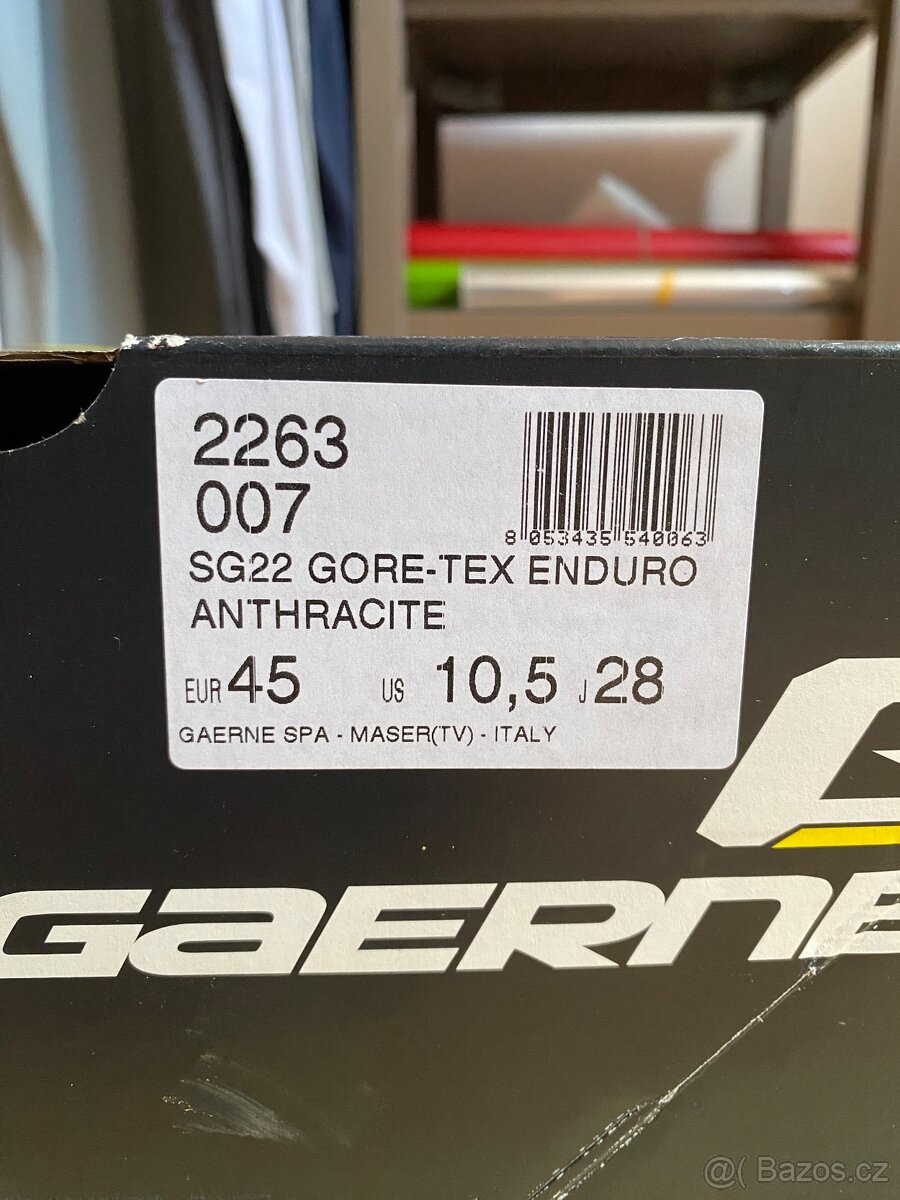 2263
007
8 053435 540063
SG22 GORE-TEX ENDURO
ANTHRACITE
EUR 45 US 10,5 J 28
GAERNE SPA - MASER(TV) - ITALY
GAERNE
@( Bazos.cz